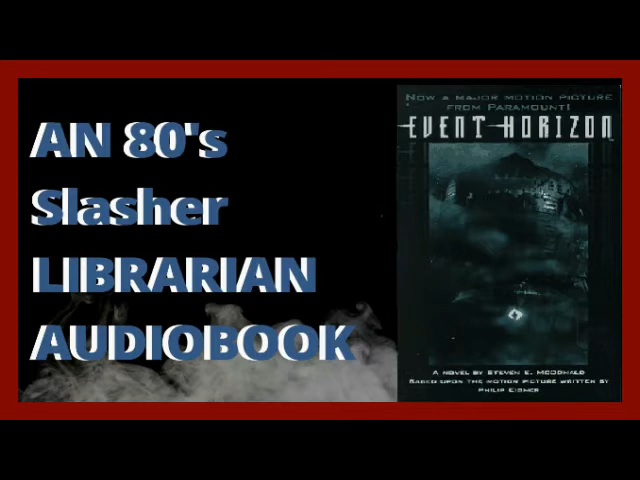 AN 80's
Slasher
LIBRARIAN
AUDIOBOOK
NOW A MAJOR MOTION PICTURE
FROM PARAMOUNT!
EVENT HORIZON
A NOVEL BY STEVEN E. MCDONALD
BASED UPON THE MOTION PICTURE WRITTEN BY
PHILIP EISNER